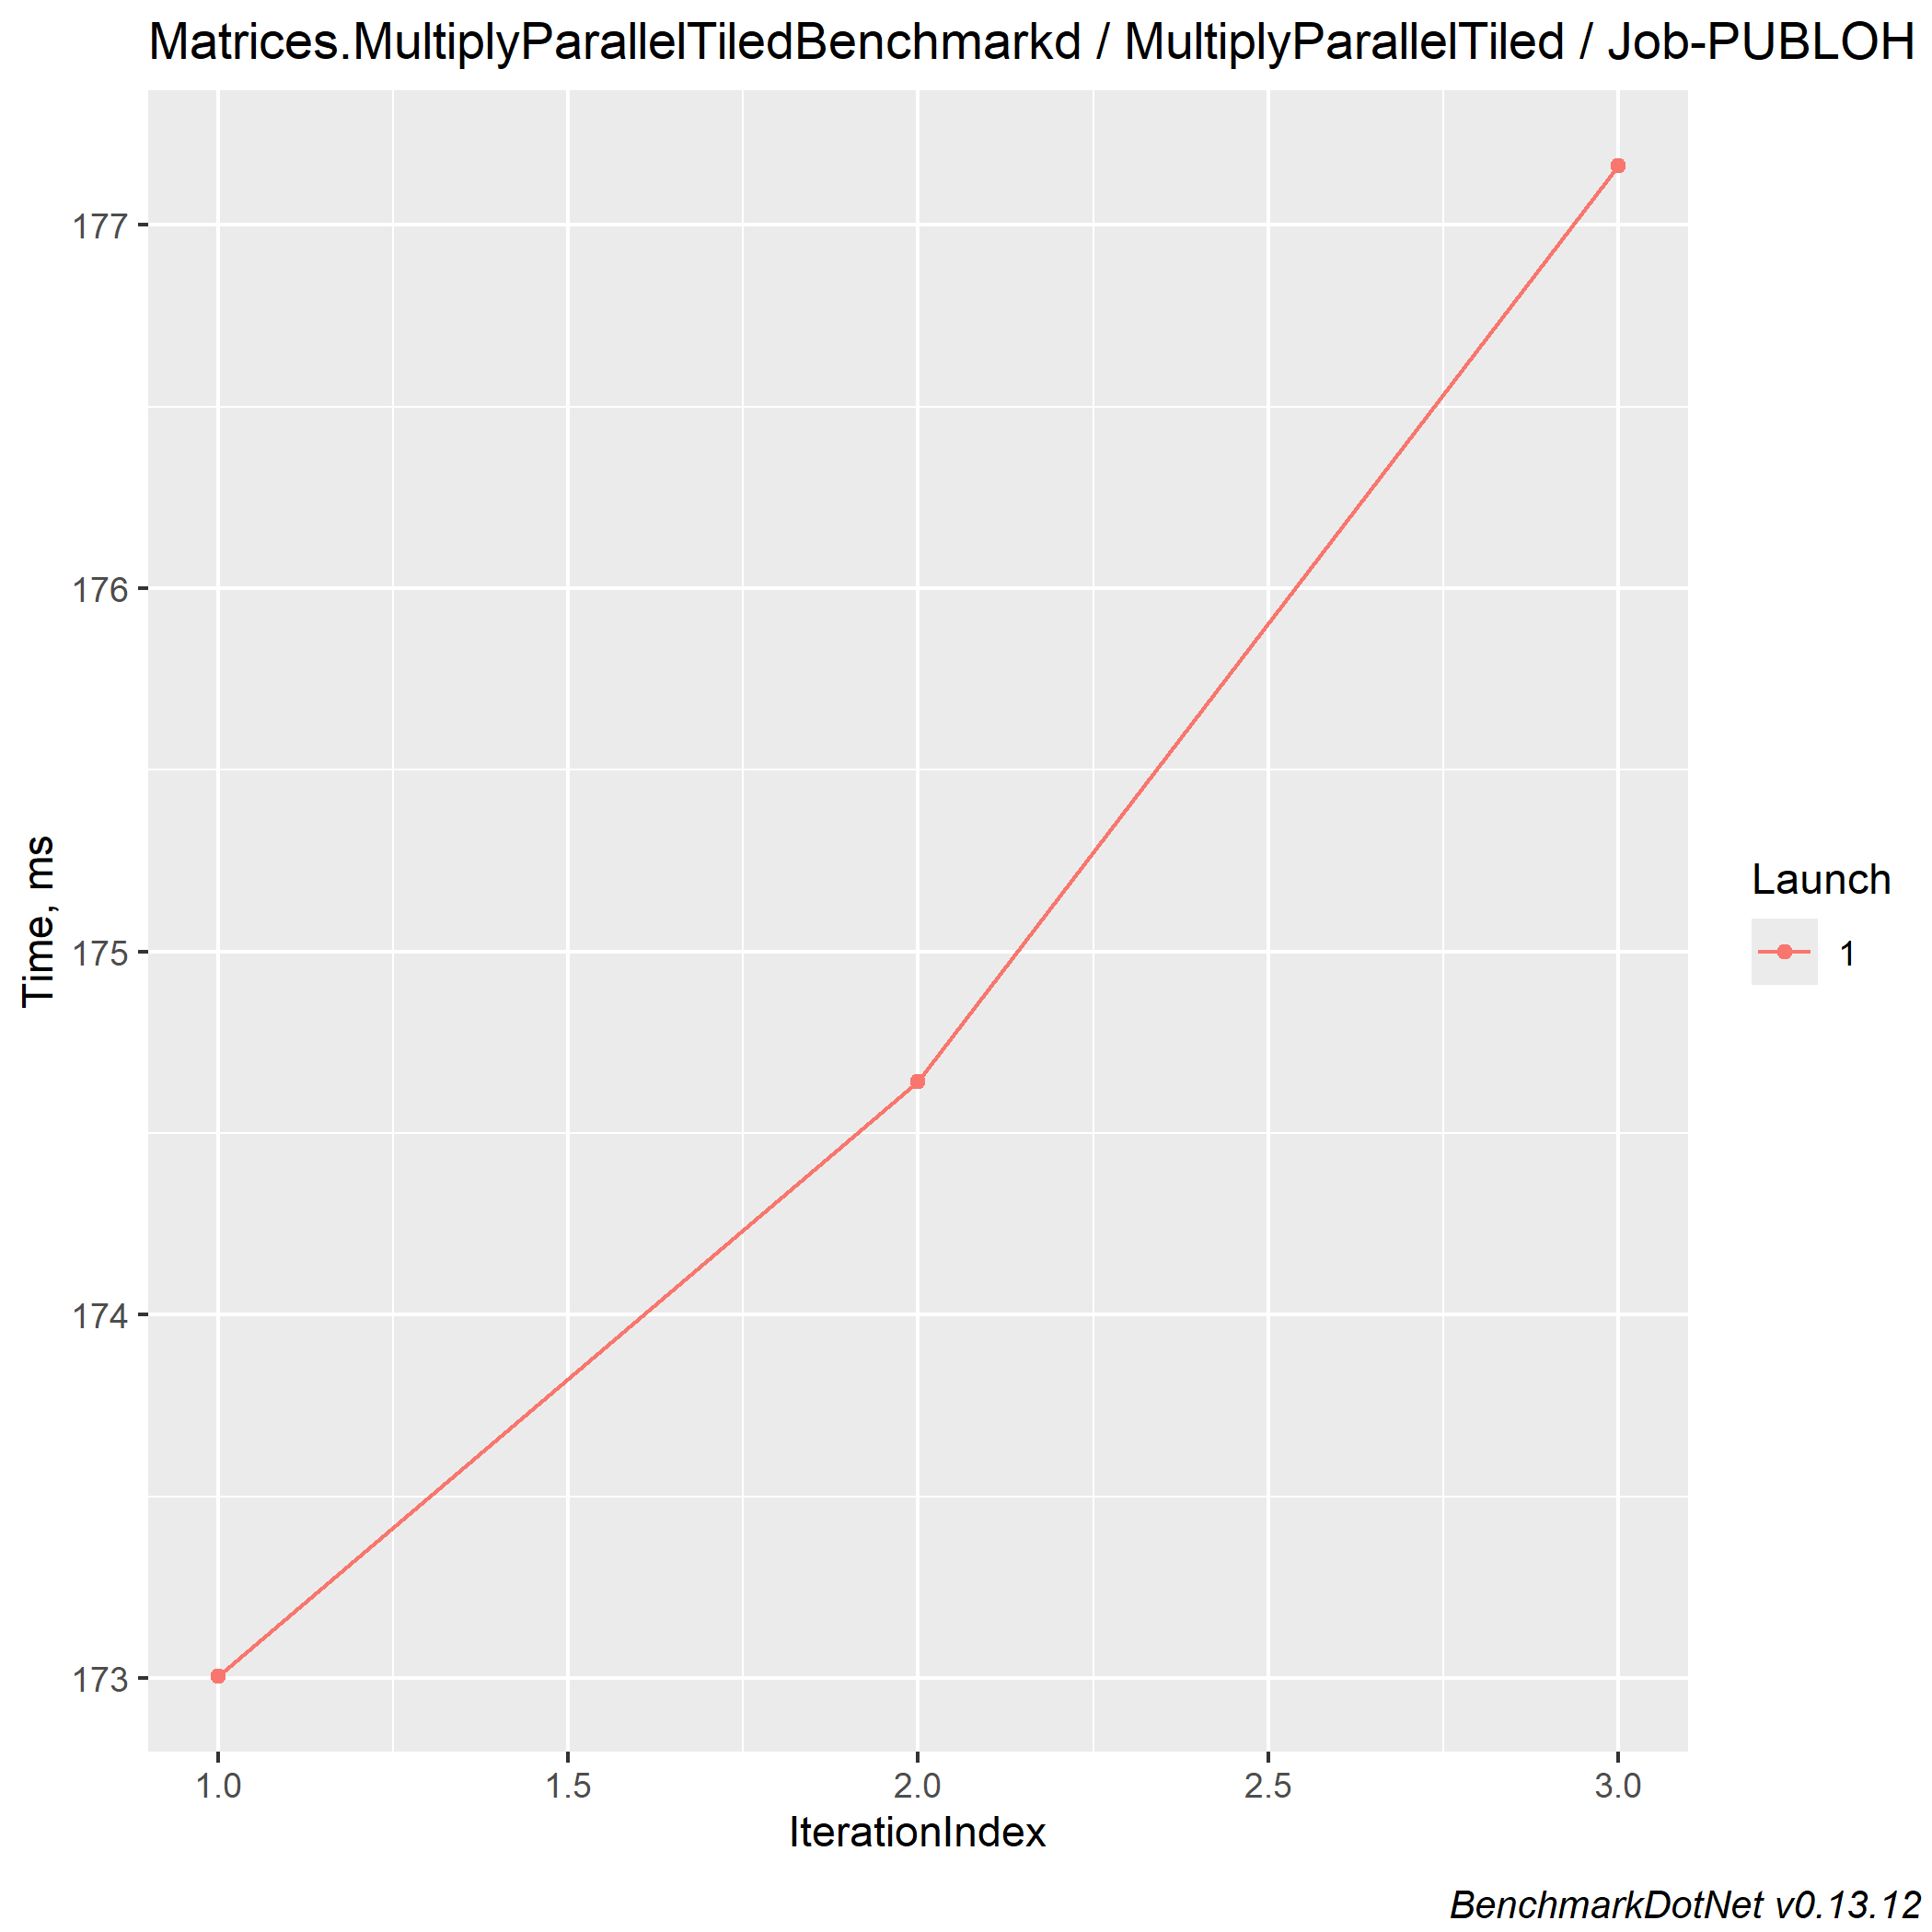 Matrices.MultiplyParallelTiledBenchmarkd / MultiplyParallelTiled / Job-PUBLOH
177
176
175
174
173
Time, ms
1.0 1.5 2.0 2.5 3.0
IterationIndex
Launch
1
BenchmarkDotNet v0.13.12